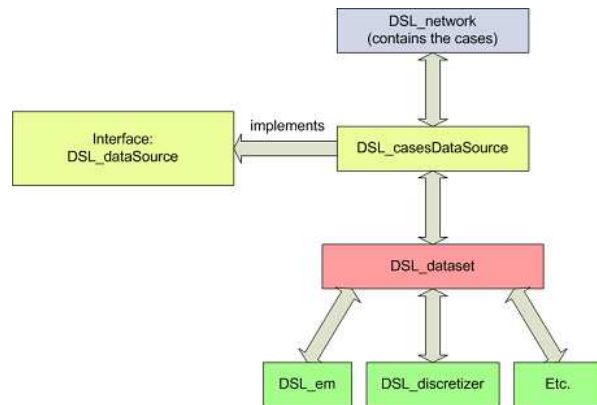 DSL_network
(contains the cases)
implements
Interface:
DSL_dataSource
DSL_casesDataSource
DSL_dataset
DSL_em
DSL_discretizer
Etc.